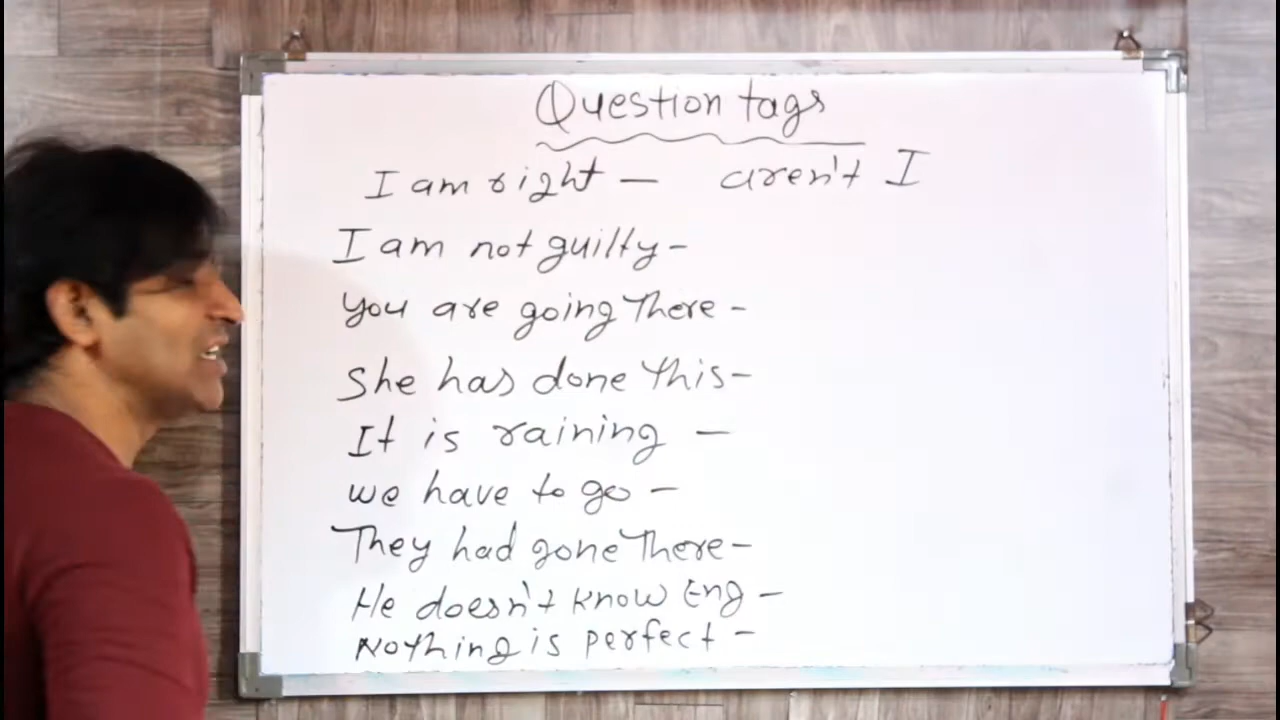 Question tags
I am right - aren't I
I am not guilty -
You are going there -
She has done this -
It is raining -
we have to go -
They had gone there -
He doesn't know Eng -
Nothing is perfect -